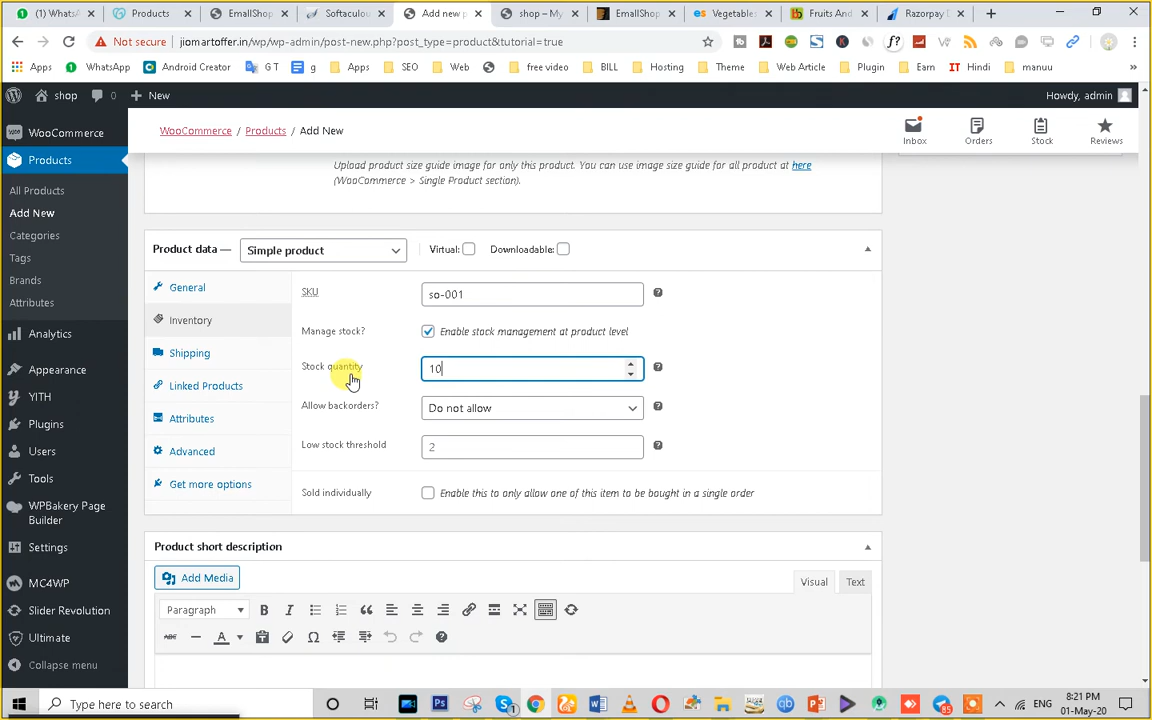 (1) WhatsA
Products
EmallShop
Softaculou
Add new p
shop – My
EmallShop
Vegetables
Fruits And
Razorpay E
Not secure
jiomartoffer.in/wp/wp-admin/post-new.php?post_type=product&tutorial=true
Apps
WhatsApp
Android Creator
G T
g
Apps
SEO
Web
free video
BILL
Hosting
Theme
Web Article
Plugin
Earn
IT Hindi
manuu
shop
0
New
Howdy, admin
WooCommerce
Products
All Products
Add New
Categories
Tags
Brands
Attributes
Analytics
Appearance
YITH
Plugins
Users
Tools
WPBakery Page
Builder
Settings
MC4WP
Slider Revolution
Ultimate
Collapse menu
WooCommerce / Products / Add New
Inbox
Orders
Stock
Reviews
Upload product size guide image for only this product. You can use image size guide for all product at here
(WooCommerce > Single Product section).
Product data — Simple product Virtual: Downloadable:
General
Inventory
Shipping
Linked Products
Attributes
Advanced
Get more options
SKU so-001
Manage stock? Enable stock management at product level
Stock quantity 10
Allow backorders? Do not allow
Low stock threshold 2
Sold individually Enable this to only allow one of this item to be bought in a single order
Product short description
Add Media
Visual Text
Paragraph
Type here to search
ENG
8:21 PM
01-May-20